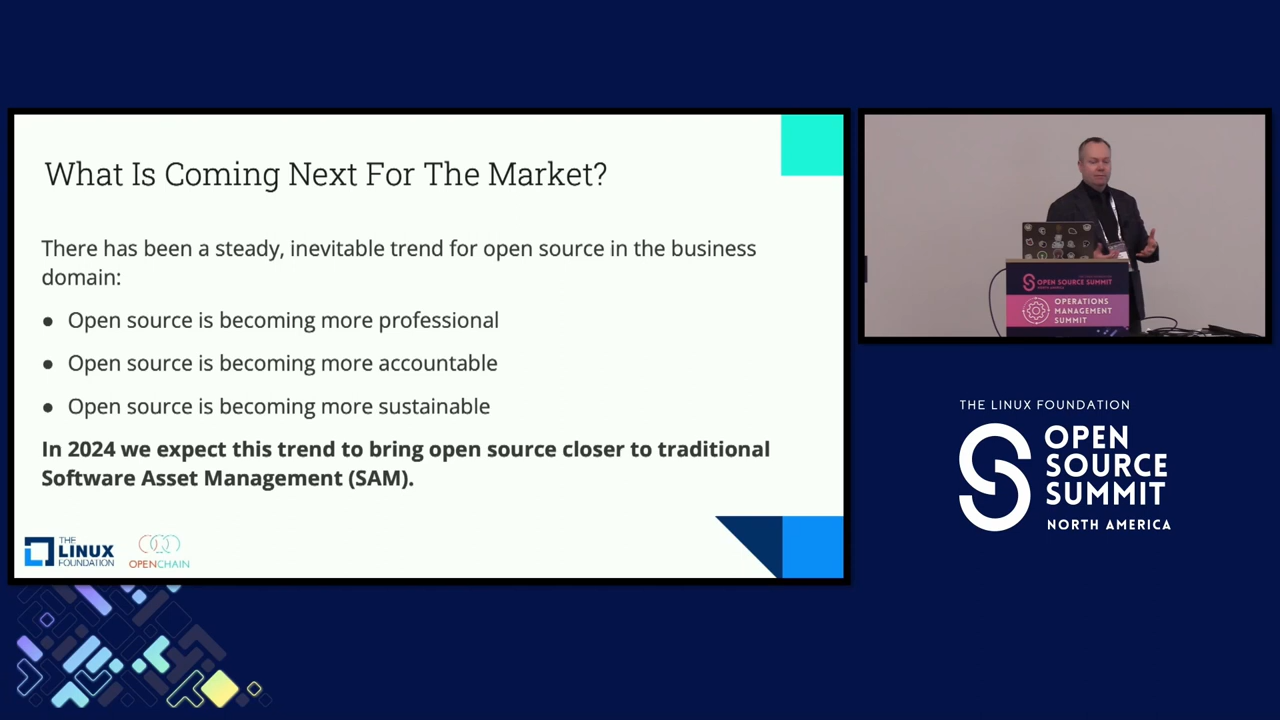 What Is Coming Next For The Market?
There has been a steady, inevitable trend for open source in the business
domain:
● Open source is becoming more professional
● Open source is becoming more accountable
● Open source is becoming more sustainable
In 2024 we expect this trend to bring open source closer to traditional
Software Asset Management (SAM).
THE
LINUX
FOUNDATION
OPENCHAIN
OPEN SOURCE SUMMIT
NORTH AMERICA
OPERATIONS
MANAGEMENT
SUMMIT
THE LINUX FOUNDATION
OPEN
SOURCE
SUMMIT
NORTH AMERICA